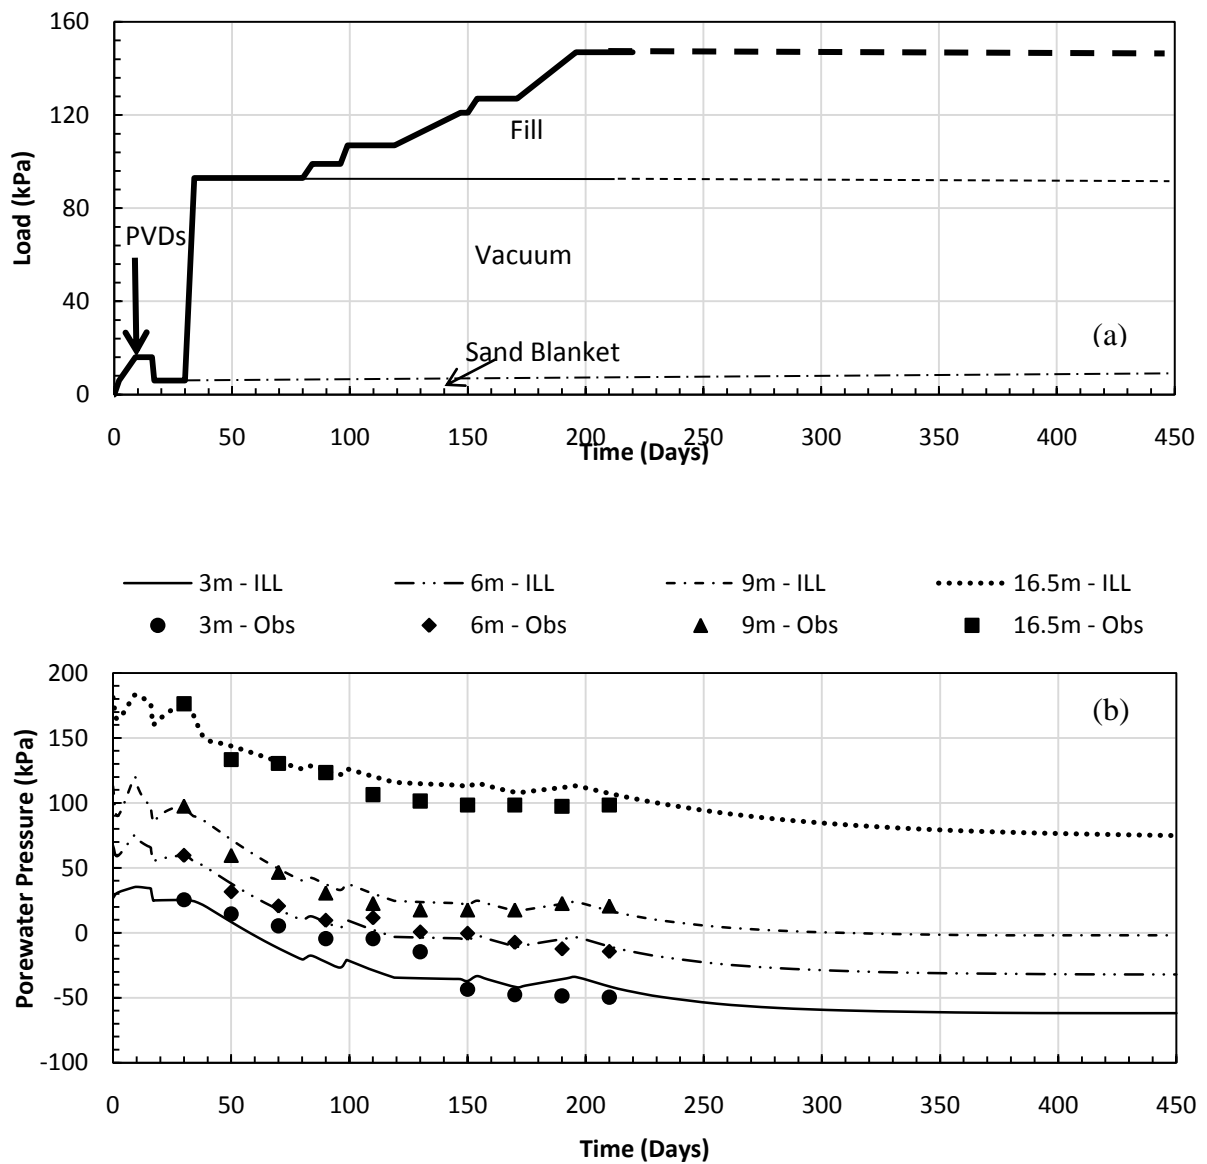 160
120
80
40
0
Load (kPa)
PVDs
Fill
Vacuum
Sand Blanket
(a)
0 50 100 150 200 250 300 350 400 450
Time (Days)
3m - ILL 6m - ILL 9m - ILL 16.5m - ILL
3m - Obs 6m - Obs 9m - Obs 16.5m - Obs
200
150
100
50
0
-50
-100
Porewater Pressure (kPa)
(b)
0 50 100 150 200 250 300 350 400 450
Time (Days)